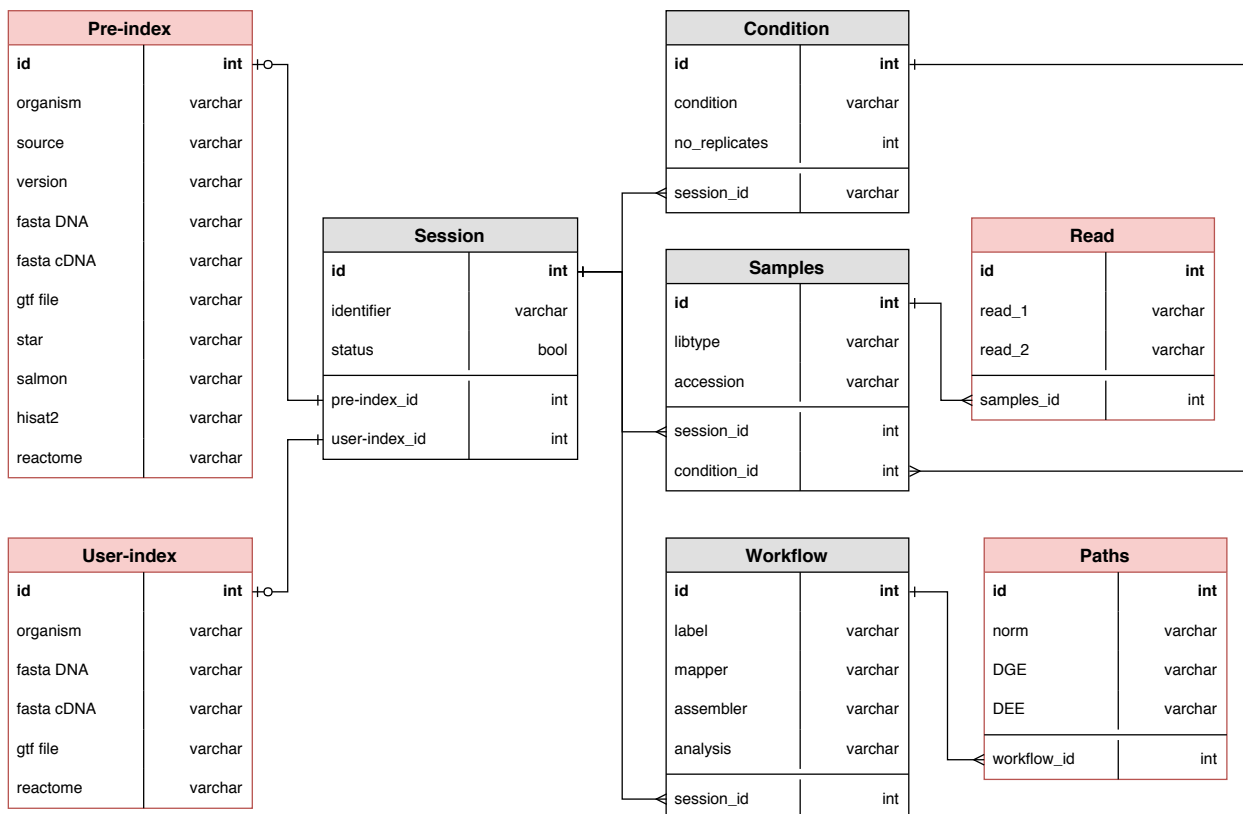 Pre-index
id int
organism varchar
source varchar
version varchar
fasta DNA varchar
fasta cDNA varchar
gtf file varchar
star varchar
salmon varchar
hisat2 varchar
reactome varchar
User-index
id int
organism varchar
fasta DNA varchar
fasta cDNA varchar
gtf file varchar
reactome varchar
Session
id int
identifier varchar
status bool
pre-index_id int
user-index_id int
Condition
id int
condition varchar
no_replicates int
session_id varchar
Samples
id int
libtype varchar
accession varchar
session_id int
condition_id int
Workflow
id int
label varchar
mapper varchar
assembler varchar
analysis varchar
session_id int
Read
id int
read_1 varchar
read_2 varchar
samples_id int
Paths
id int
norm varchar
DGE varchar
DEE varchar
workflow_id int